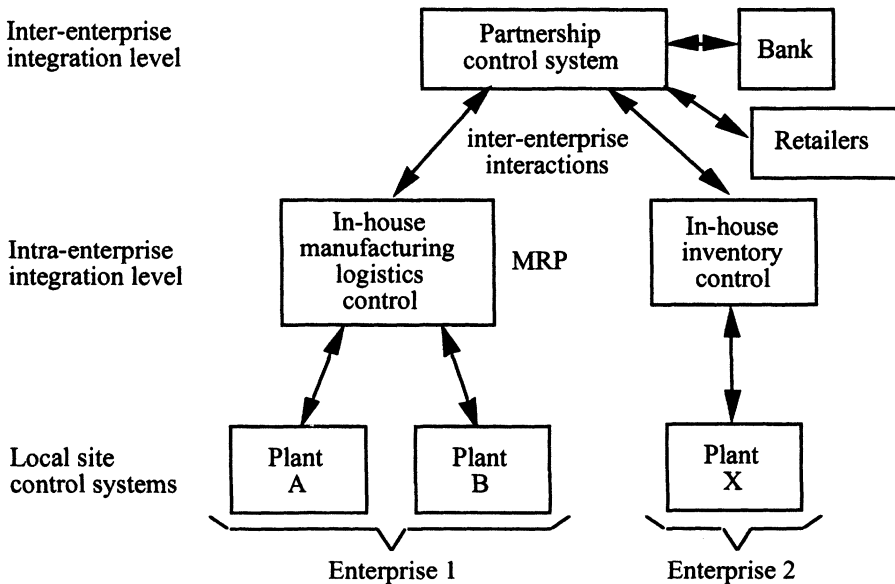 Inter-enterprise
integration level
Partnership
control system
Bank
Retailers
inter-enterprise
interactions
Intra-enterprise
integration level
In-house
manufacturing
logistics
control
MRP
In-house
inventory
control
Local site
control systems
Plant
A
Plant
B
Plant
X
Enterprise 1
Enterprise 2